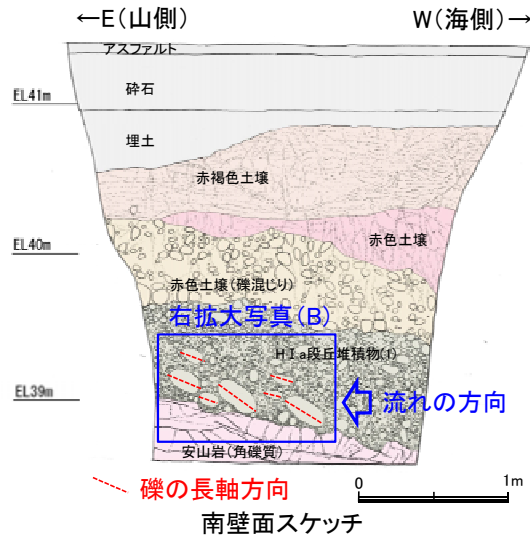 ←E(山側)
W(海側)→
アスファルト
砕石
EL41m
埋土
赤褐色土壌
赤色土壌
EL40m
赤色土壌(礫混じり)
右拡大写真(B)
HⅠa段丘堆積物(Ⅰ)
EL39m
流れの方向
安山岩(角礫質)
礫の長軸方向
0
1m
南壁面スケッチ